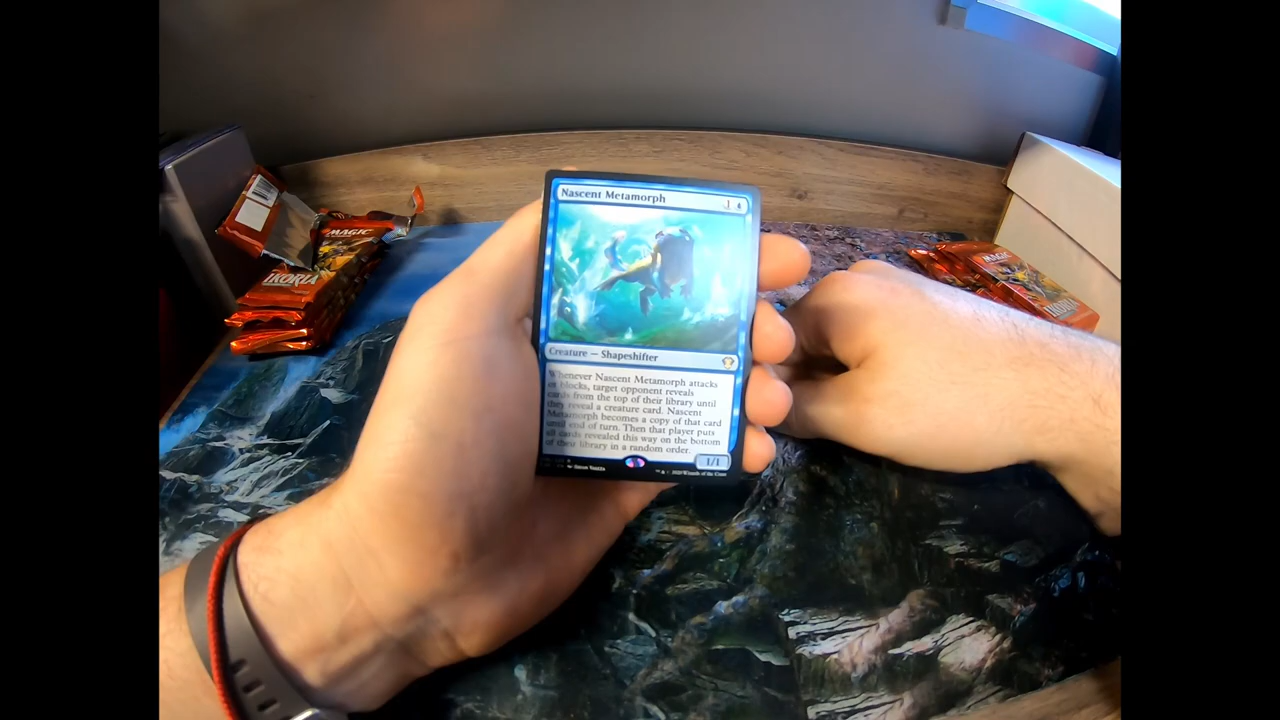 Nascent Metamorph
1
Creature — Shapeshifter
Whenever Nascent Metamorph attacks
or blocks, target opponent reveals
cards from the top of their library until
they reveal a creature card. Nascent
Metamorph becomes a copy of that card
until end of turn. Then that player puts
all cards revealed this way on the bottom
of their library in a random order.
1/1
MAGIC
IKORIA
MAGIC
IKORIA